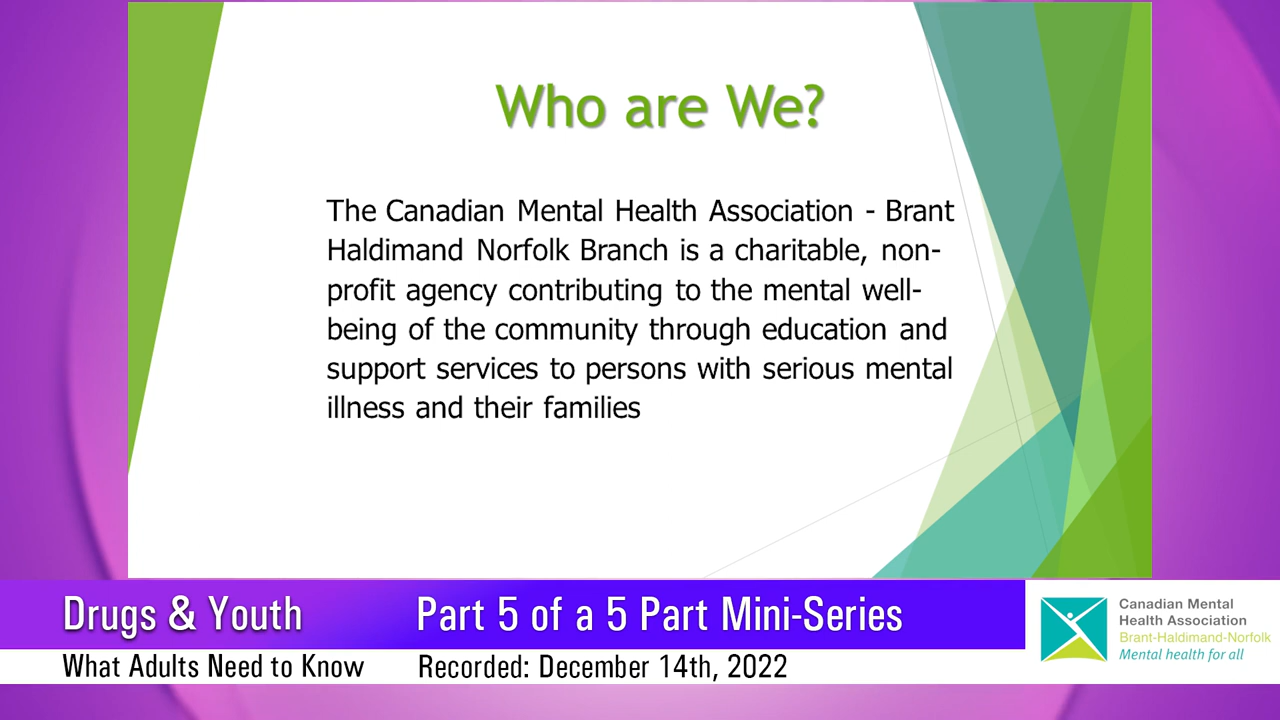 Who are We?
The Canadian Mental Health Association - Brant
Haldimand Norfolk Branch is a charitable, non-
profit agency contributing to the mental well-
being of the community through education and
support services to persons with serious mental
illness and their families
Drugs & Youth
Part 5 of a 5 Part Mini-Series
What Adults Need to Know
Recorded: December 14th, 2022
Canadian Mental
Health Association
Brant-Haldimand-Norfolk
Mental health for all